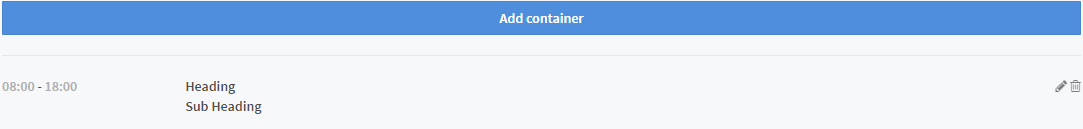 Add container
08:00 - 18:00 Heading
Sub Heading